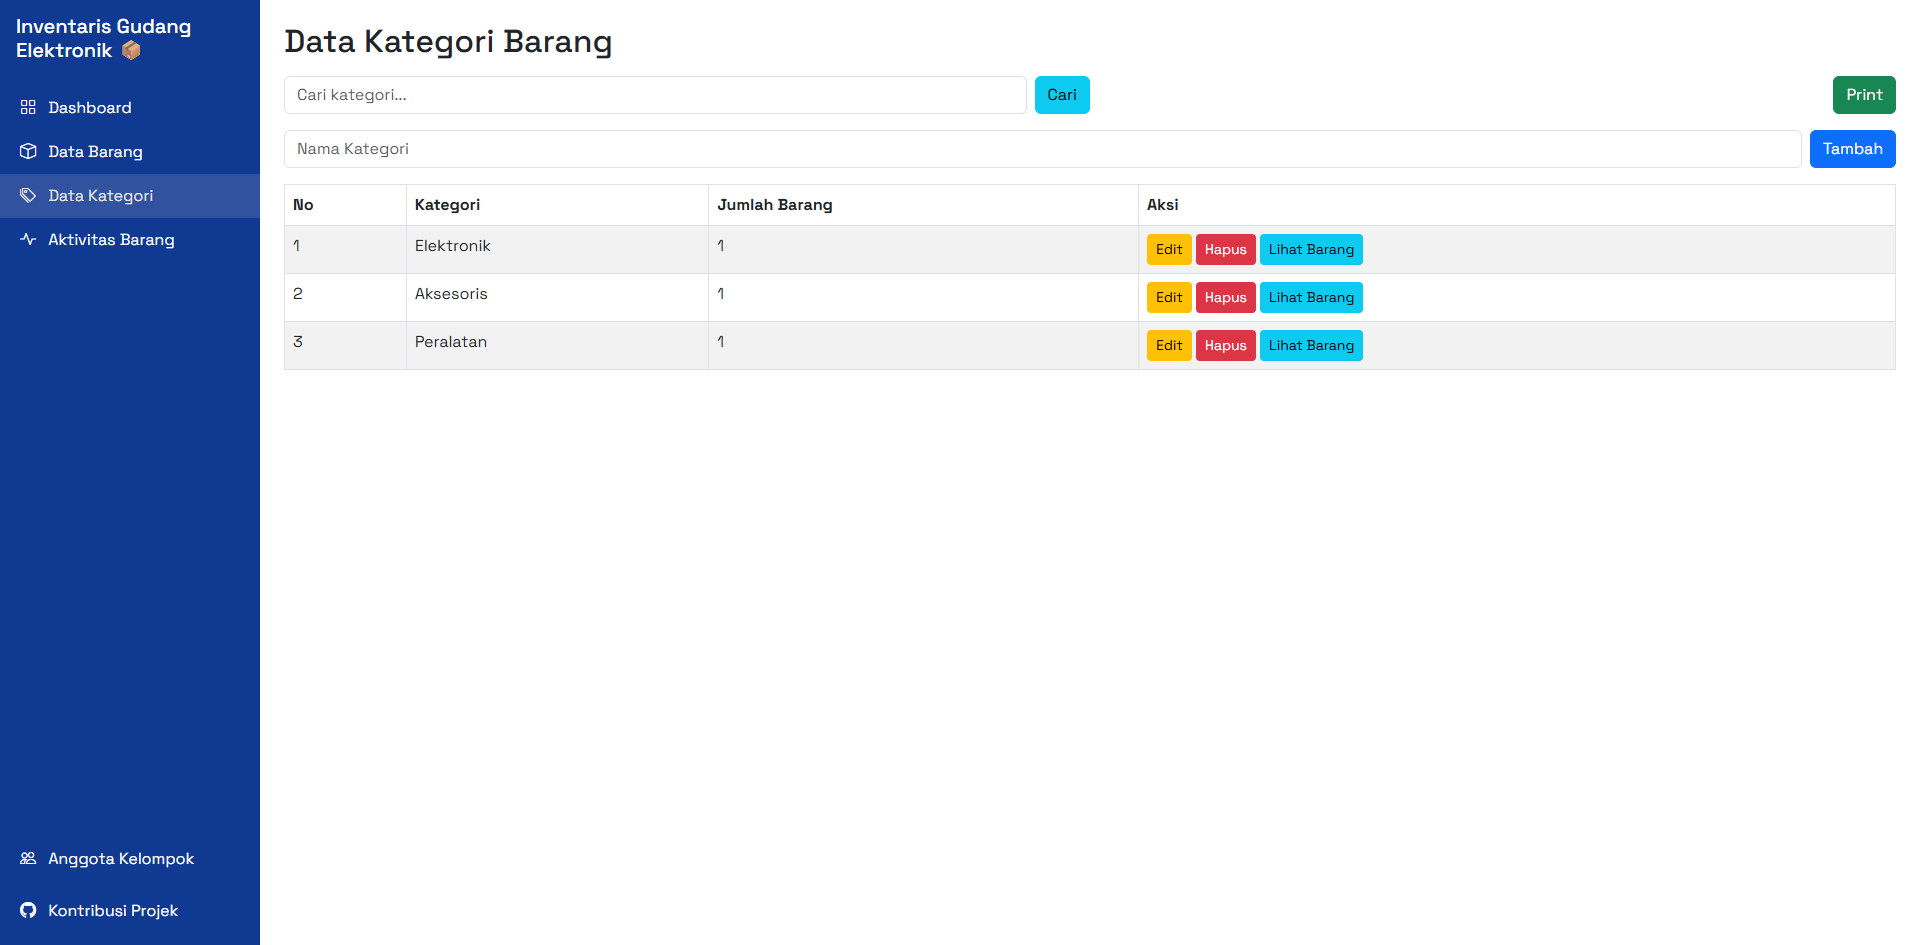 Inventaris Gudang
Elektronik 📦
Dashboard
Data Barang
Data Kategori
Aktivitas Barang
Anggota Kelompok
Kontribusi Projek
Data Kategori Barang
Cari kategori...
Cari
Print
Nama Kategori
Tambah
No Kategori Jumlah Barang Aksi
1 Elektronik 1 Edit Hapus Lihat Barang
2 Aksesoris 1 Edit Hapus Lihat Barang
3 Peralatan 1 Edit Hapus Lihat Barang